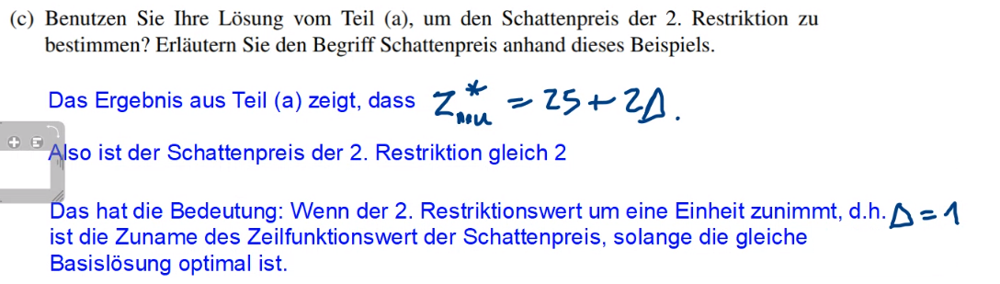 (c) Benutzen Sie Ihre Lösung vom Teil (a), um den Schattenpreis der 2. Restriktion zu
bestimmen? Erläutern Sie den Begriff Schattenpreis anhand dieses Beispiels.
Das Ergebnis aus Teil (a) zeigt, dass Z*neu = 25 + 2Δ.
Also ist der Schattenpreis der 2. Restriktion gleich 2
Das hat die Bedeutung: Wenn der 2. Restriktionswert um eine Einheit zunimmt, d.h. Δ = 1
ist die Zuname des Zeilfunktionswert der Schattenpreis, solange die gleiche
Basislösung optimal ist.